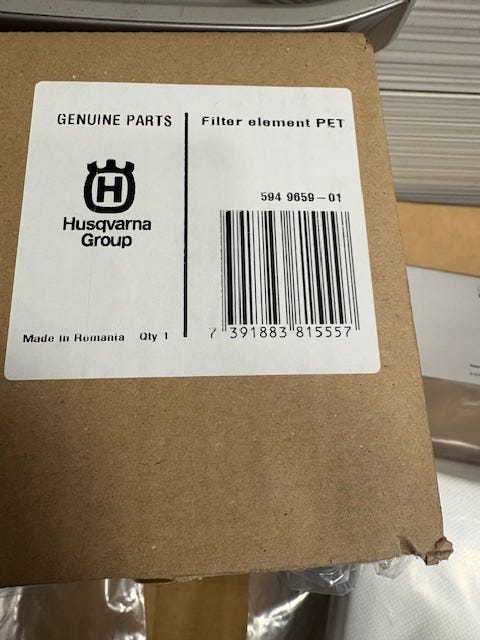 GENUINE PARTS
H
Husqvarna
Group
Made in Romania Qty 1
Filter element PET
594 9659-01
7 391883 815557